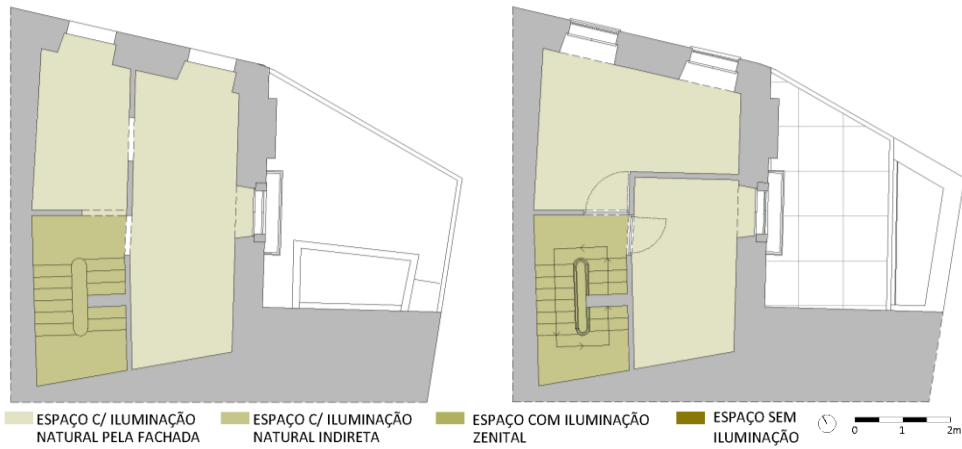 ESPAÇO C/ ILUMINAÇÃO
NATURAL PELA FACHADA
ESPAÇO C/ ILUMINAÇÃO
NATURAL INDIRETA
ESPAÇO COM ILUMINAÇÃO
ZENITAL
ESPAÇO SEM
ILUMINAÇÃO
0 1 2m